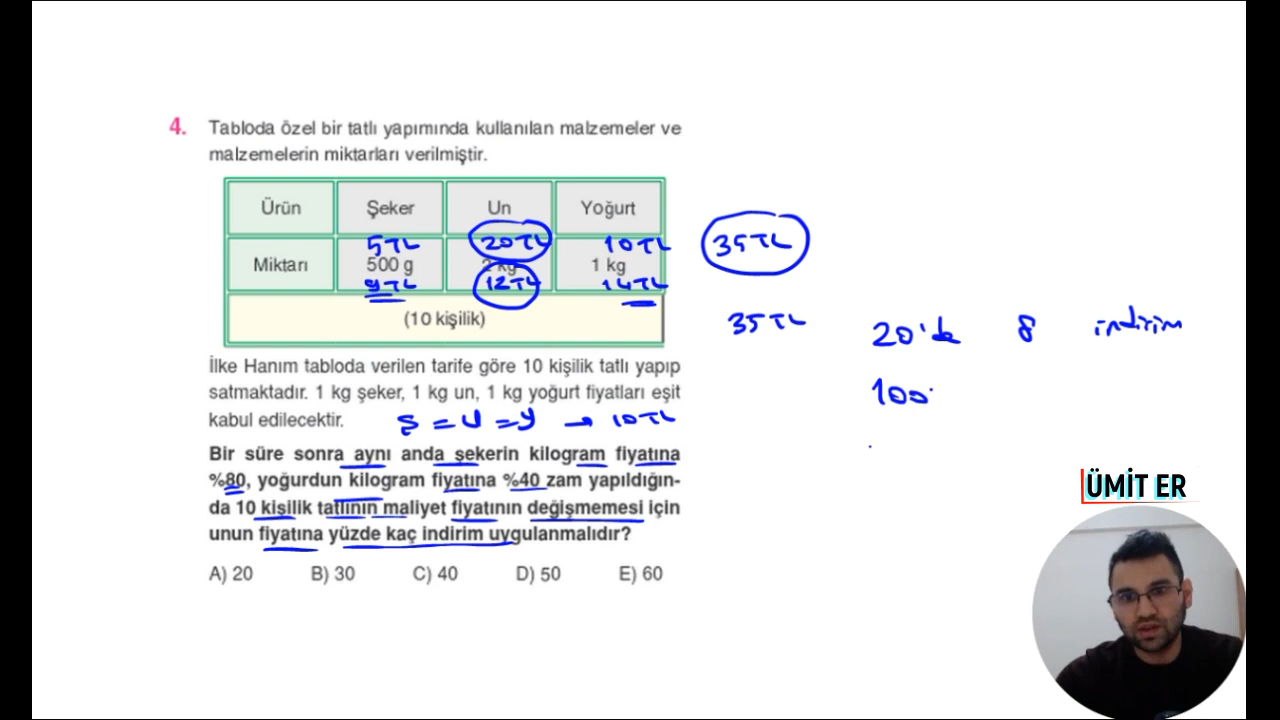 4. Tabloda özel bir tatlı yapımında kullanılan malzemeler ve
malzemelerin miktarları verilmiştir.
Ürün Şeker Un Yoğurt
5TL 20TL 10TL 35TL
Miktarı 500 g 2 kg 1 kg
9TL 12TL 14TL
(10 kişilik)
35TL 20'de 8 indirim
100
İlke Hanım tabloda verilen tarife göre 10 kişilik tatlı yapıp
satmaktadır. 1 kg şeker, 1 kg un, 1 kg yoğurt fiyatları eşit
kabul edilecektir. Ş = U = Y → 10TL
Bir süre sonra aynı anda şekerin kilogram fiyatına
%80, yoğurdun kilogram fiyatına %40 zam yapıldığın-
da 10 kişilik tatlının maliyet fiyatının değişmemesi için
unun fiyatına yüzde kaç indirim uygulanmalıdır?
A) 20 B) 30 C) 40 D) 50 E) 60
ÜMİT ER